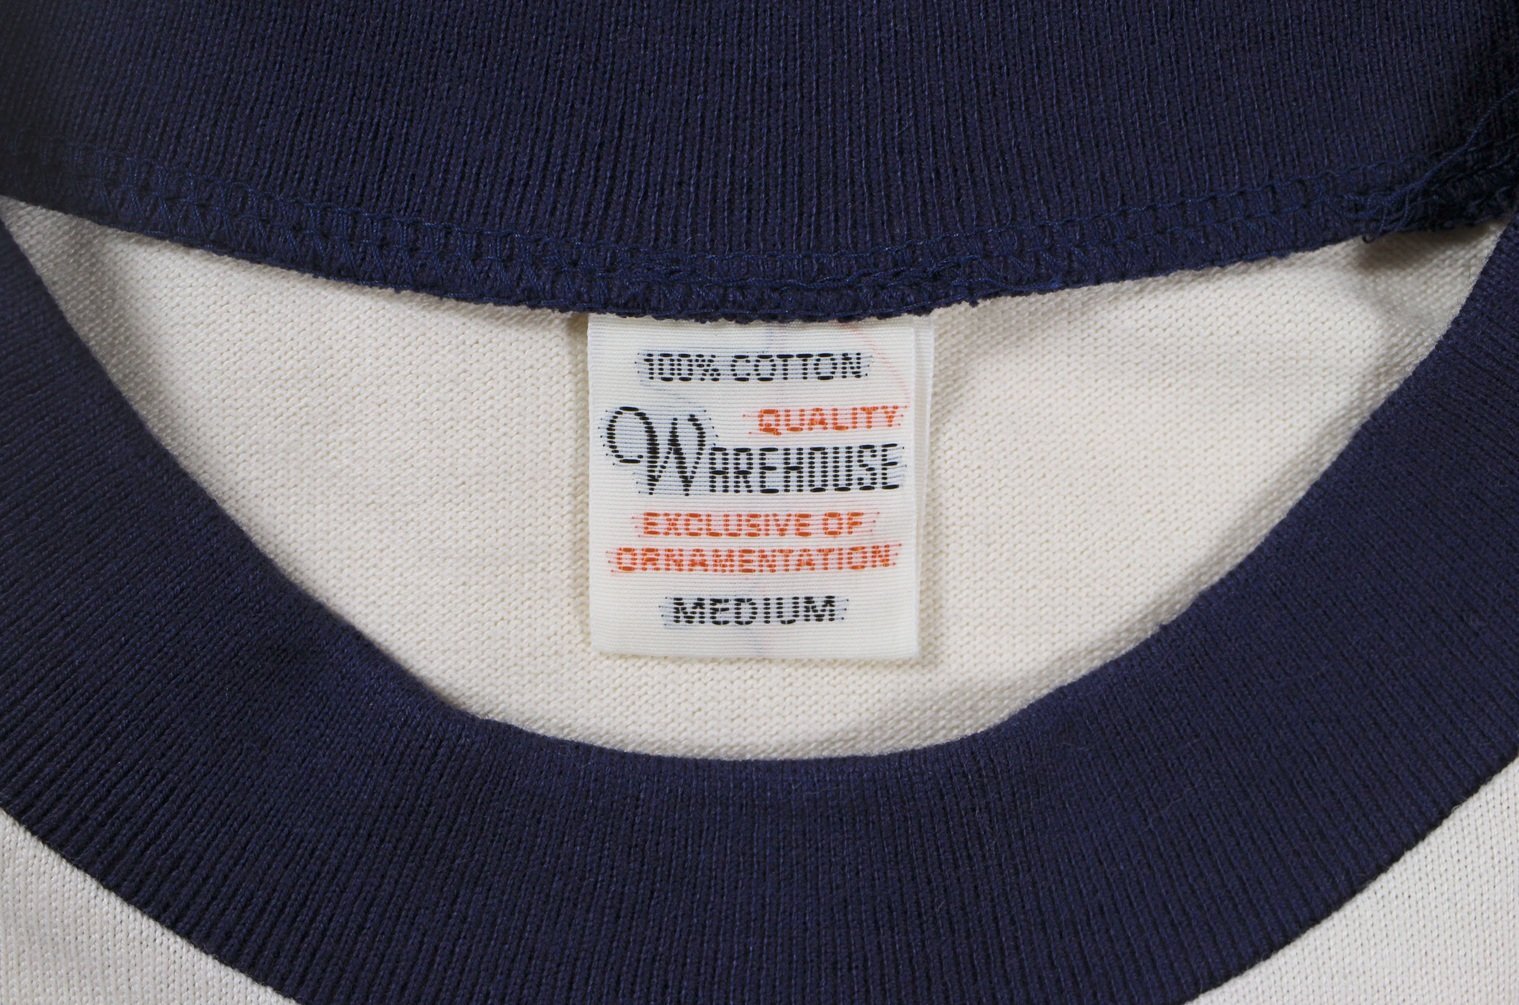 100% COTTON
QUALITY
WAREHOUSE
EXCLUSIVE OF
ORNAMENTATION
MEDIUM